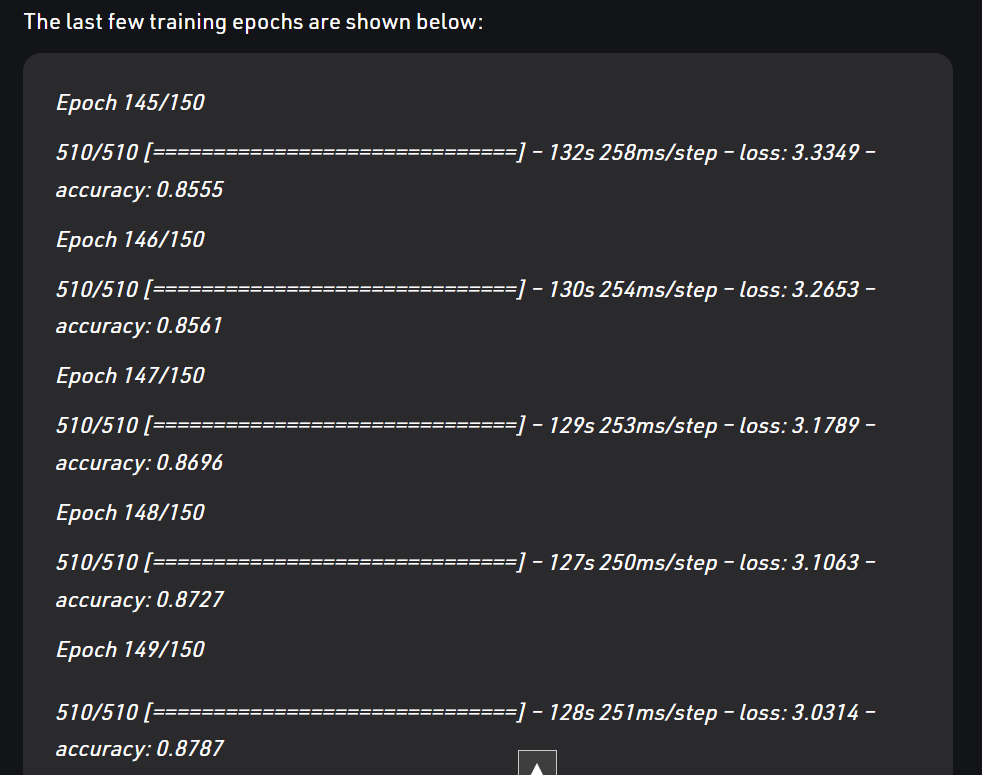 The last few training epochs are shown below:
Epoch 145/150
510/510 [==============================] – 132s 258ms/step – loss: 3.3349 –
accuracy: 0.8555
Epoch 146/150
510/510 [==============================] – 130s 254ms/step – loss: 3.2653 –
accuracy: 0.8561
Epoch 147/150
510/510 [==============================] – 129s 253ms/step – loss: 3.1789 –
accuracy: 0.8696
Epoch 148/150
510/510 [==============================] – 127s 250ms/step – loss: 3.1063 –
accuracy: 0.8727
Epoch 149/150
510/510 [==============================] – 128s 251ms/step – loss: 3.0314 –
accuracy: 0.8787